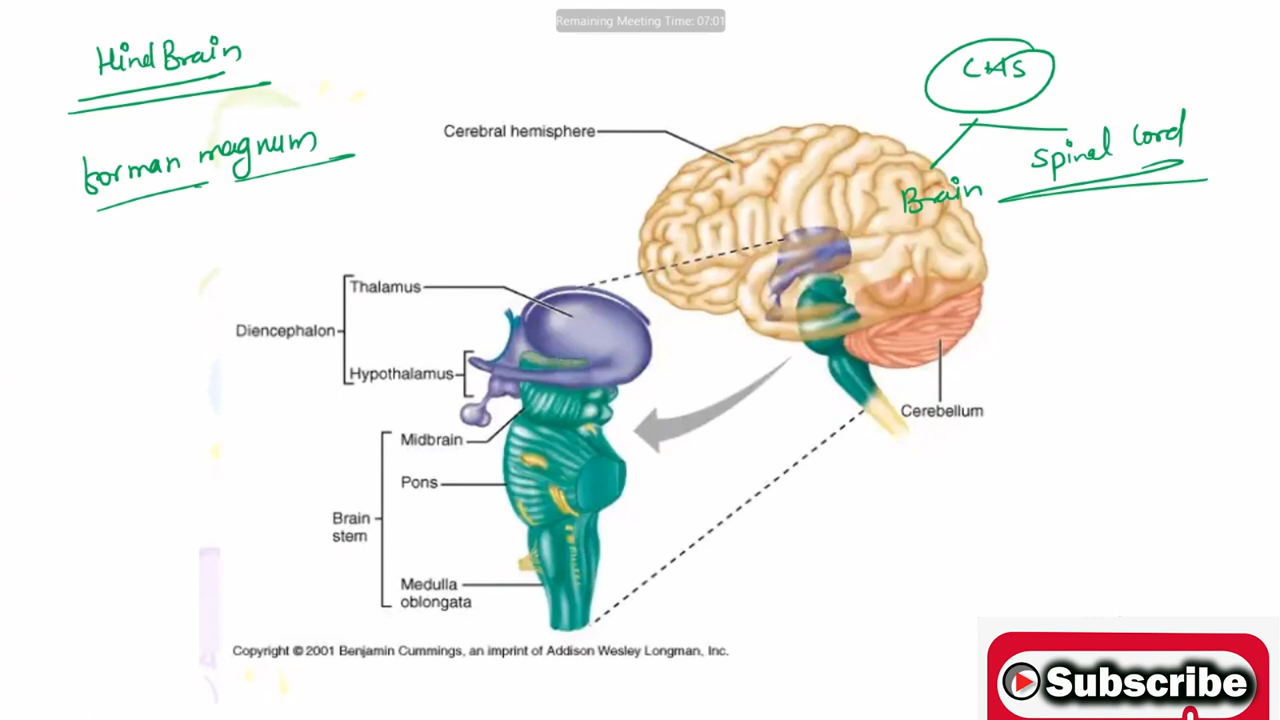 Remaining Meeting Time: 07:01
Hind Brain
forman magnum
CNS
Brain
Spinal Cord
Cerebral hemisphere
Thalamus
Diencephalon
Hypothalamus
Midbrain
Pons
Brain
stem
Medulla
oblongata
Cerebellum
Copyright © 2001 Benjamin Cummings, an imprint of Addison Wesley Longman, Inc.
Subscribe